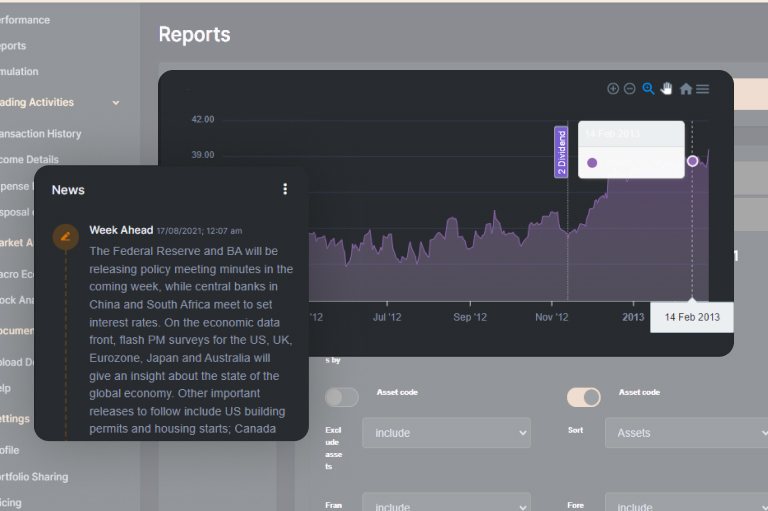 Reports
formance
ports
mulation
ading Activities
ansaction History
ome Details
pense
sposal
arket A
acro Ec
ock Ana
ocumen
pload D
elp
ettings
ofile
rtfolio Sharing
icing
42.00
39.00
2 Dividend
14 Feb 2013
'12
Jul '12
Sep '12
Nov '12
2013
14 Feb 2013
News
Week Ahead 17/08/2021; 12:07 am
The Federal Reserve and BA will be
releasing policy meeting minutes in the
coming week, while central banks in
China and South Africa meet to set
interest rates. On the economic data
front, flash PM surveys for the US, UK,
Eurozone, Japan and Australia will
give an insight about the state of the
global economy. Other important
releases to follow include US building
permits and housing starts; Canada
s by
Asset code
Asset code
Excl
ude
asse
ts
include
Sort
Assets
Fran
include
Fore
include